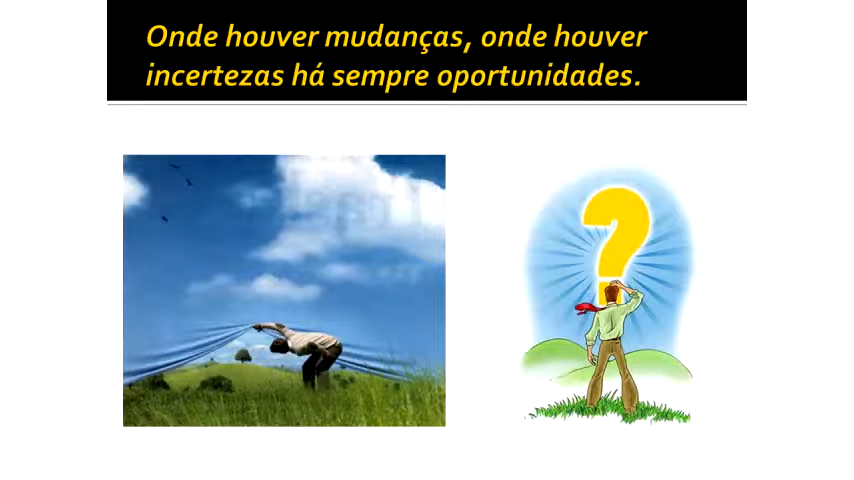 Onde houver mudanças, onde houver
incertezas há sempre oportunidades.
?